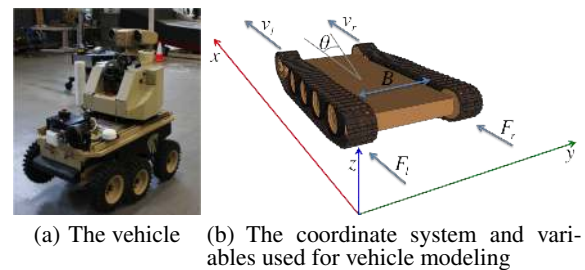 v_l
v_r
x
θ
B
F_r
y
z
F_l
(a) The vehicle
(b) The coordinate system and vari-
ables used for vehicle modeling